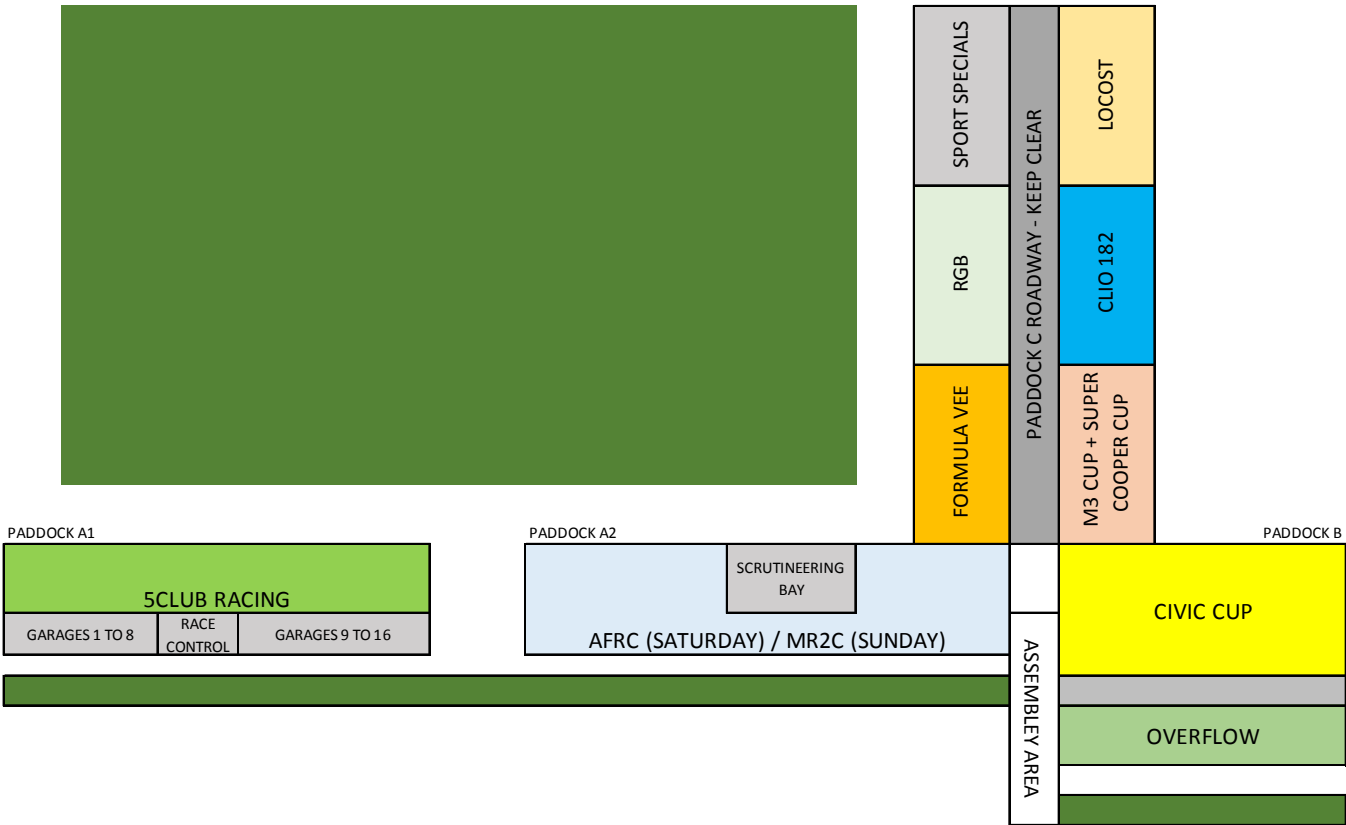 SPORT SPECIALS
PADDOCK C ROADWAY - KEEP CLEAR
LOCOST
RGB
CLIO 182
FORMULA VEE
M3 CUP + SUPER
COOPER CUP
PADDOCK A1
PADDOCK A2
PADDOCK B
5CLUB RACING
GARAGES 1 TO 8
RACE
CONTROL
GARAGES 9 TO 16
SCRUTINEERING
BAY
AFRC (SATURDAY) / MR2C (SUNDAY)
CIVIC CUP
ASSEMBLEY AREA
OVERFLOW